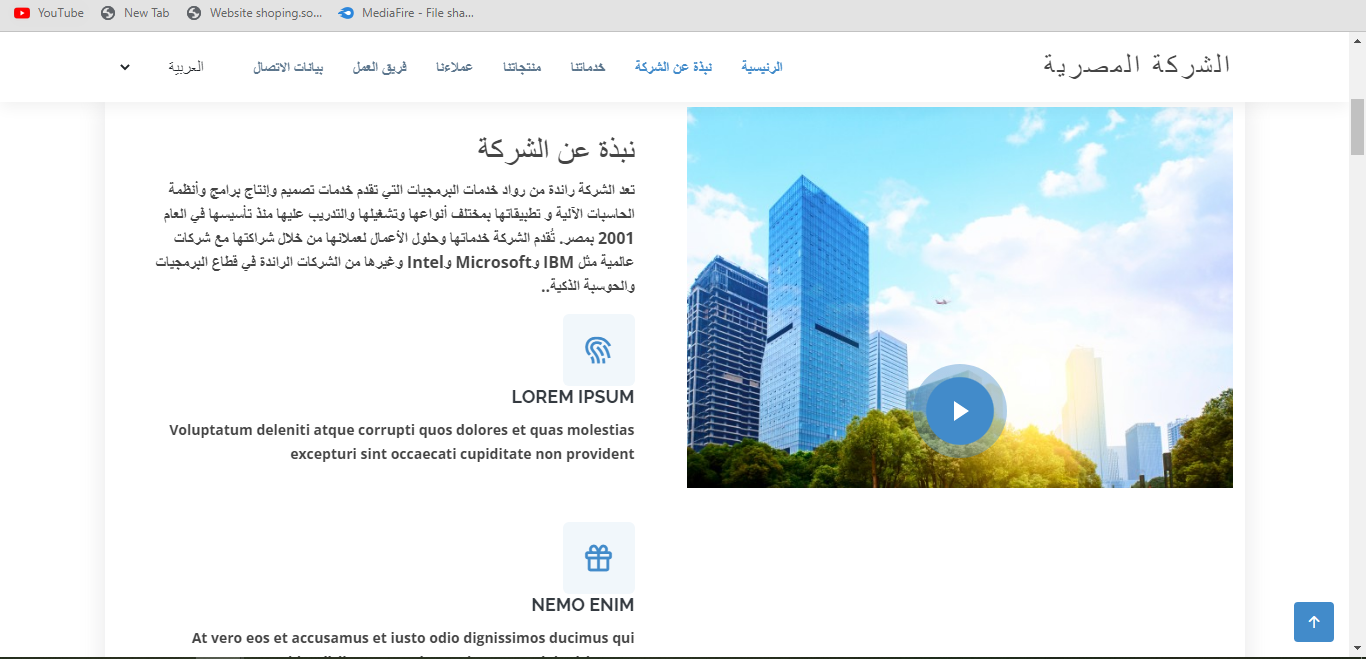 YouTube
New Tab
Website shoping.so...
MediaFire - File sha...
الشركة المصرية
الرئيسية
نبذة عن الشركة
خدماتنا
منتجاتنا
عملاءنا
فريق العمل
بيانات الاتصال
العربية
نبذة عن الشركة
تعد الشركة رائدة من رواد خدمات البرمجيات التي تقدم خدمات تصميم وإنتاج برامج وأنظمة
الحاسبات الآلية و تطبيقاتها بمختلف أنواعها وتشغيلها والتدريب عليها منذ تأسيسها في العام
2001 بمصر. تُقدم الشركة خدماتها وحلول الأعمال لعملائها من خلال شراكتها مع شركات
عالمية مثل IBM وMicrosoft وIntel وغيرها من الشركات الرائدة في قطاع البرمجيات
والحوسبة الذكية..
LOREM IPSUM
Voluptatum deleniti atque corrupti quos dolores et quas molestias
excepturi sint occaecati cupiditate non provident
NEMO ENIM
At vero eos et accusamus et iusto odio dignissimos ducimus qui